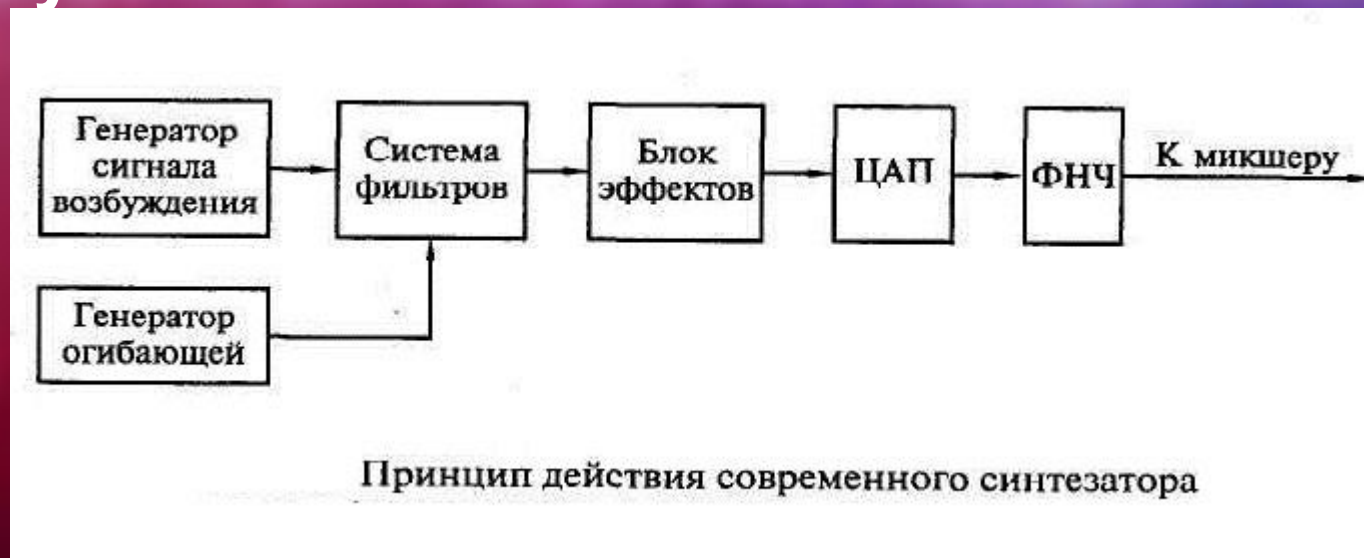 Генератор
сигнала
возбуждения
Система
фильтров
Блок
эффектов
ЦАП
ФНЧ
К микшеру
Генератор
огибающей
Принцип действия современного синтезатора